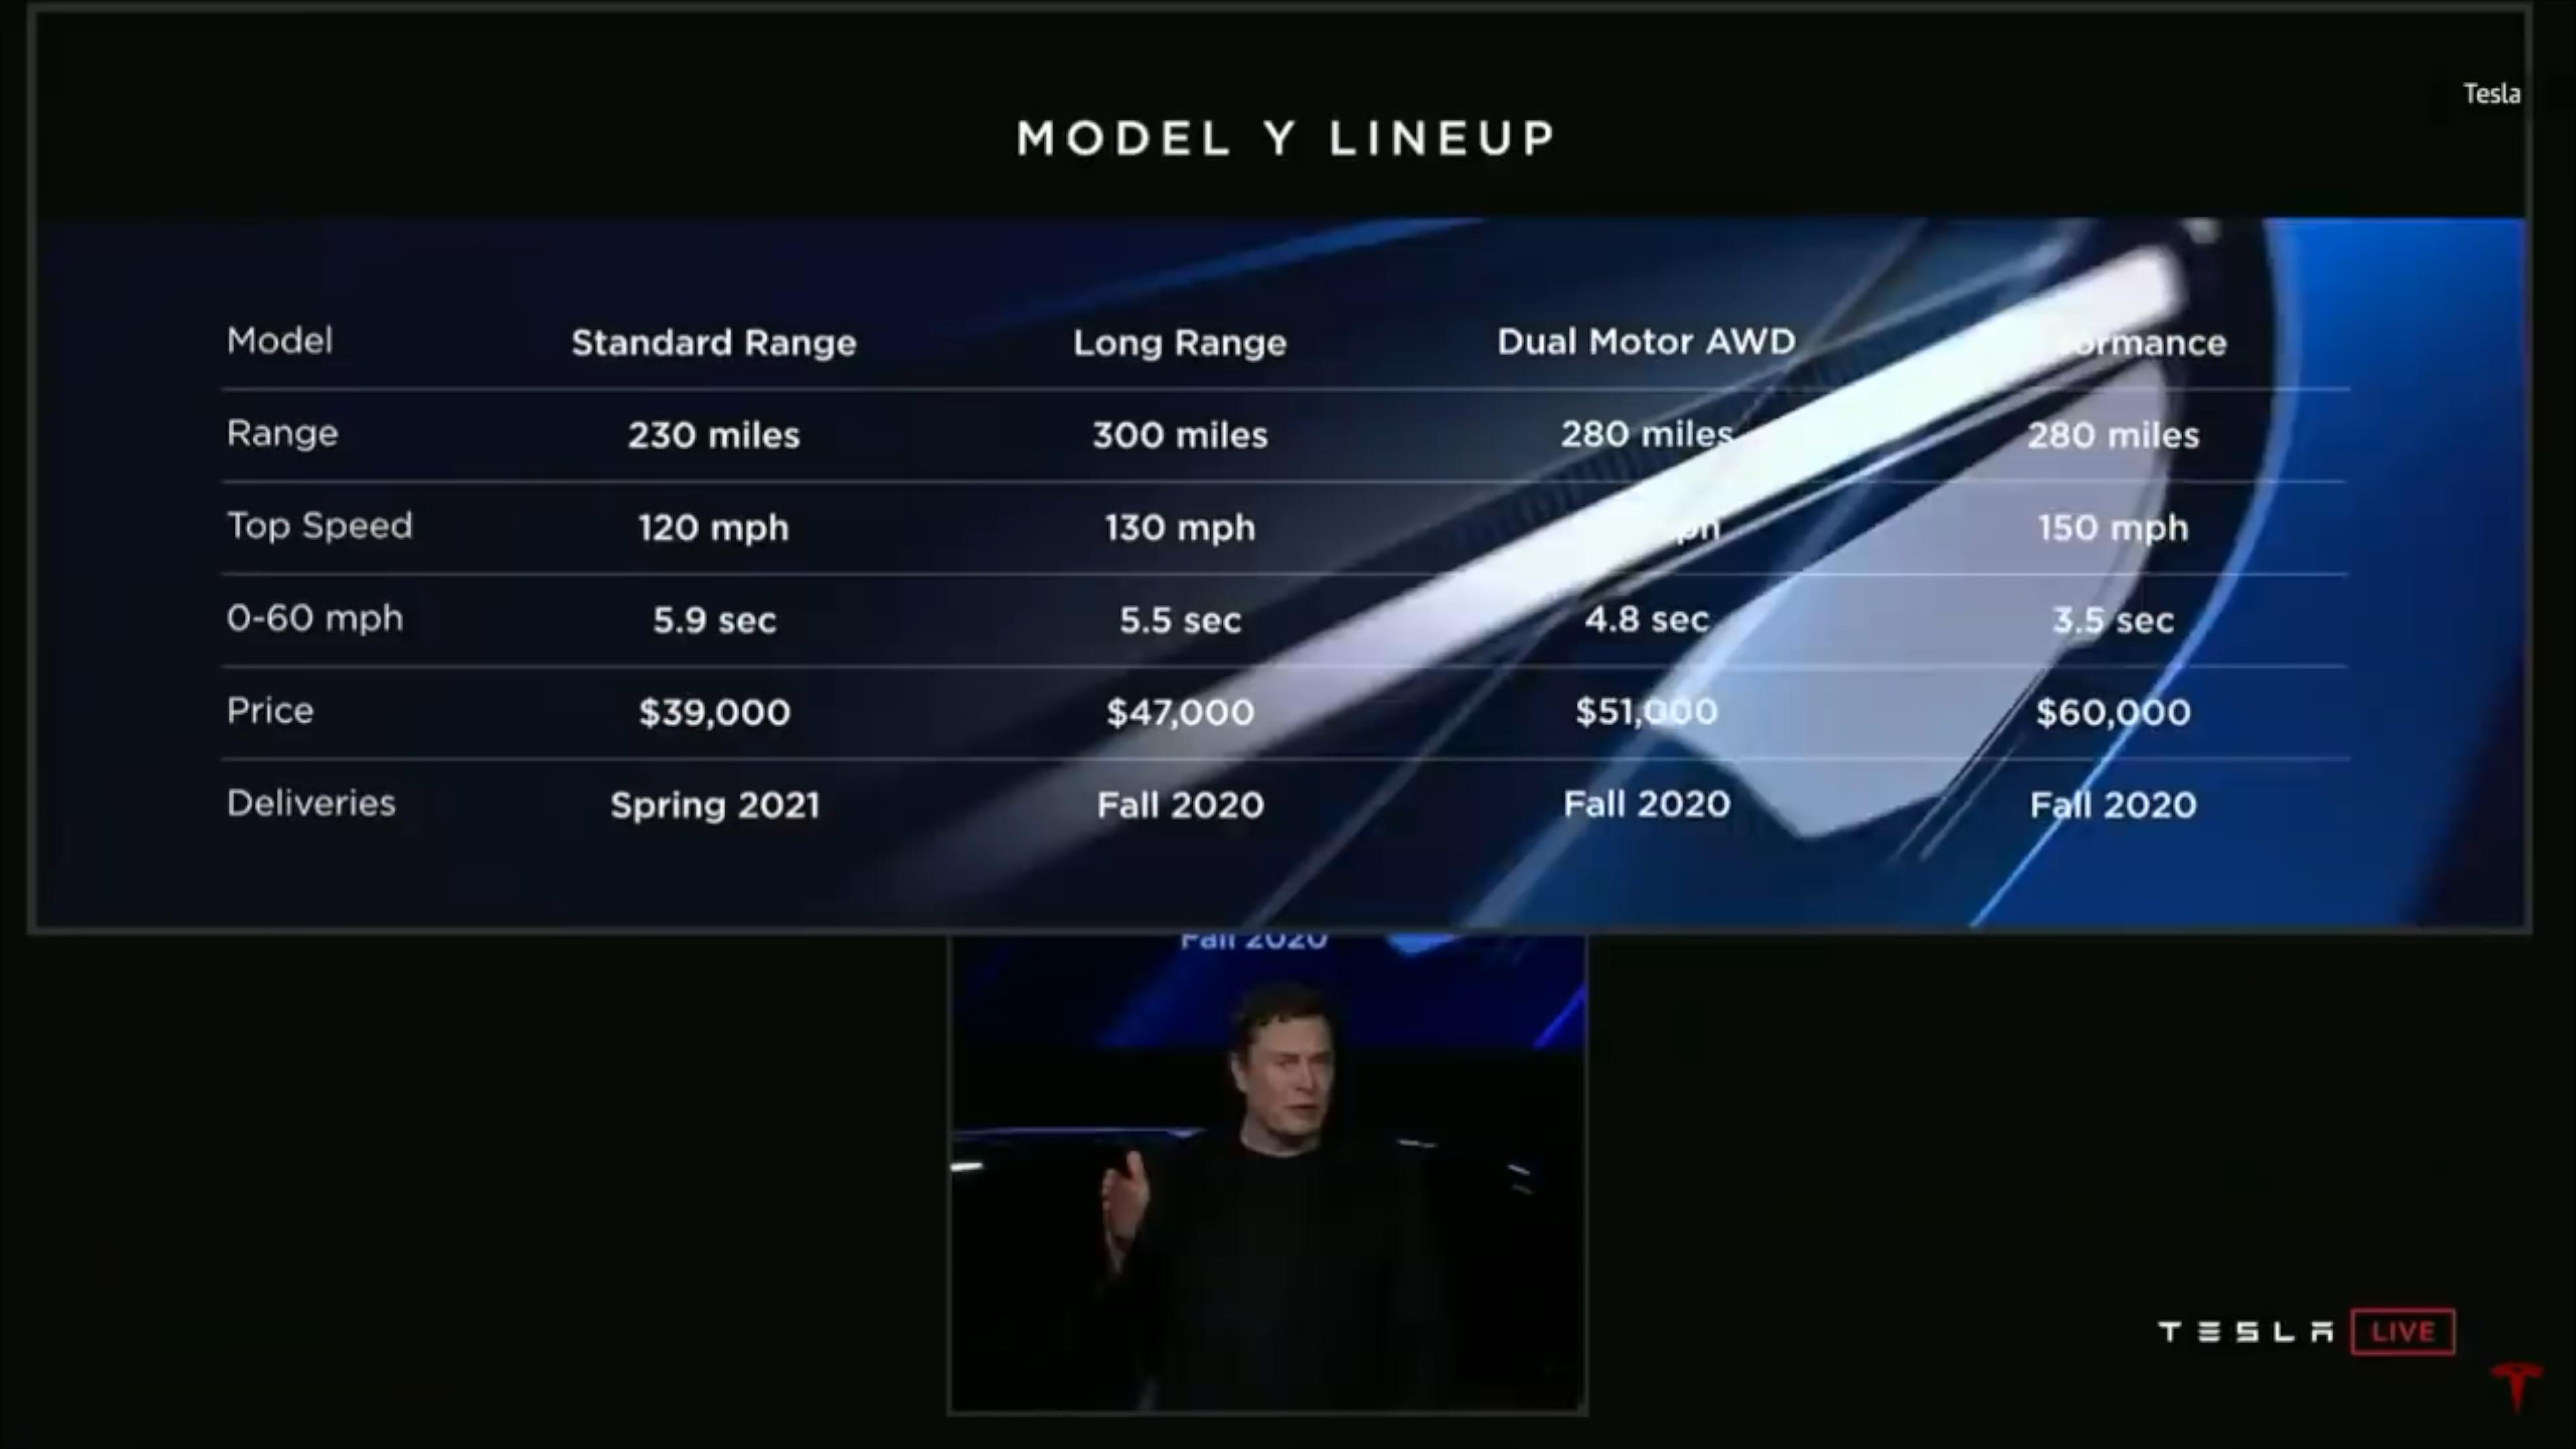 Tesla
MODEL Y LINEUP
Model Standard Range Long Range Dual Motor AWD
Range 230 miles 300 miles 280 miles 280 miles
Top Speed 120 mph 130 mph 150 mph
0-60 mph 5.9 sec 5.5 sec 4.8 sec 3.5 sec
Price $39,000 $47,000 $51,000 $60,000
Deliveries Spring 2021 Fall 2020 Fall 2020 Fall 2020
Fall 2020
TESLA LIVE